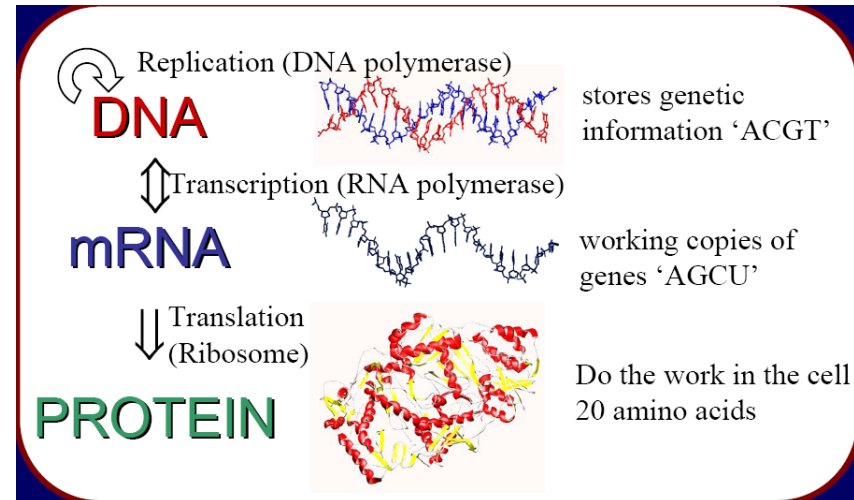 Replication (DNA polymerase)
DNA
stores genetic
information ‘ACGT’
Transcription (RNA polymerase)
mRNA
working copies of
genes ‘AGCU’
Translation
(Ribosome)
PROTEIN
Do the work in the cell
20 amino acids